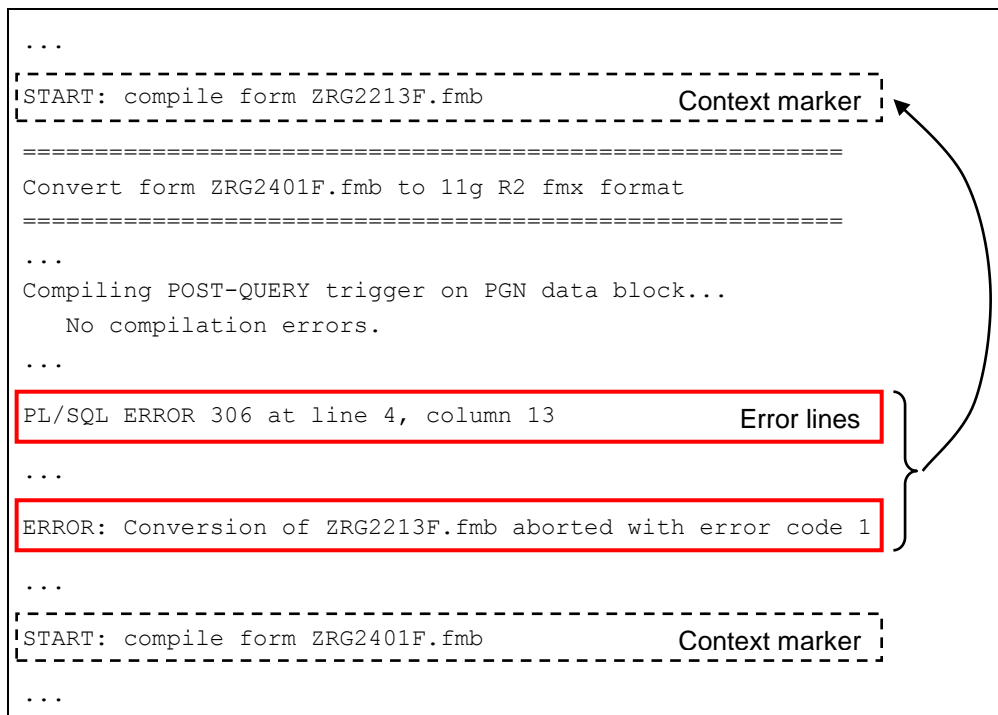 ...
START: compile form ZRG2213F.fmb Context marker
=========================================================
Convert form ZRG2401F.fmb to 11g R2 fmx format
=========================================================
...
Compiling POST-QUERY trigger on PGN data block...
No compilation errors.
...
PL/SQL ERROR 306 at line 4, column 13 Error lines
...
ERROR: Conversion of ZRG2213F.fmb aborted with error code 1
...
START: compile form ZRG2401F.fmb Context marker
...